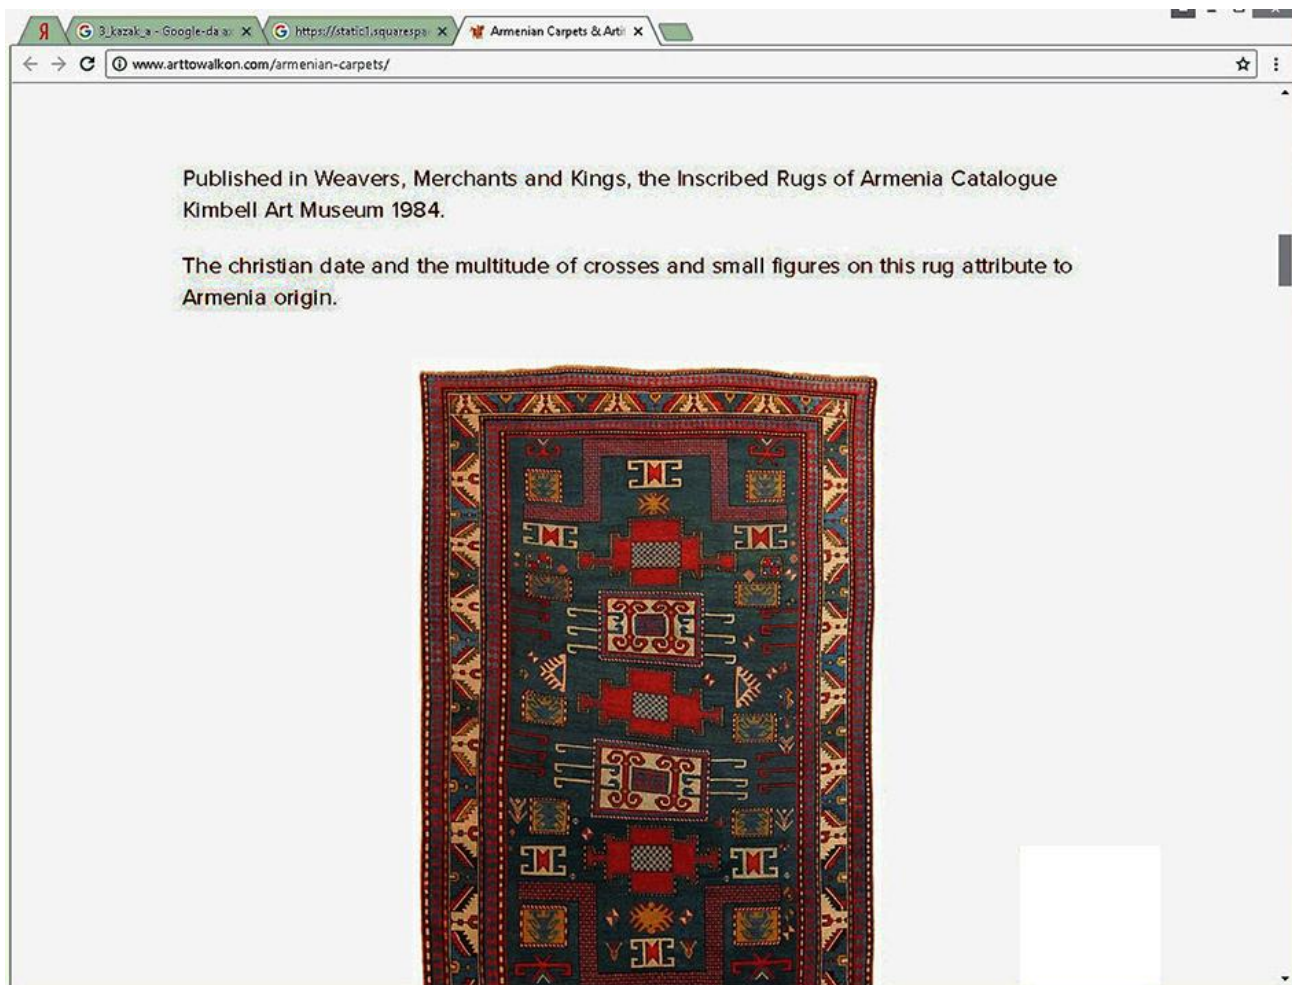 Я
3_kazak_a - Google-da ax
https://static1.squarespa
Armenian Carpets & Arti
www.arttowalkon.com/armenian-carpets/
Published in Weavers, Merchants and Kings, the Inscribed Rugs of Armenia Catalogue
Kimbell Art Museum 1984.
The christian date and the multitude of crosses and small figures on this rug attribute to
Armenia origin.